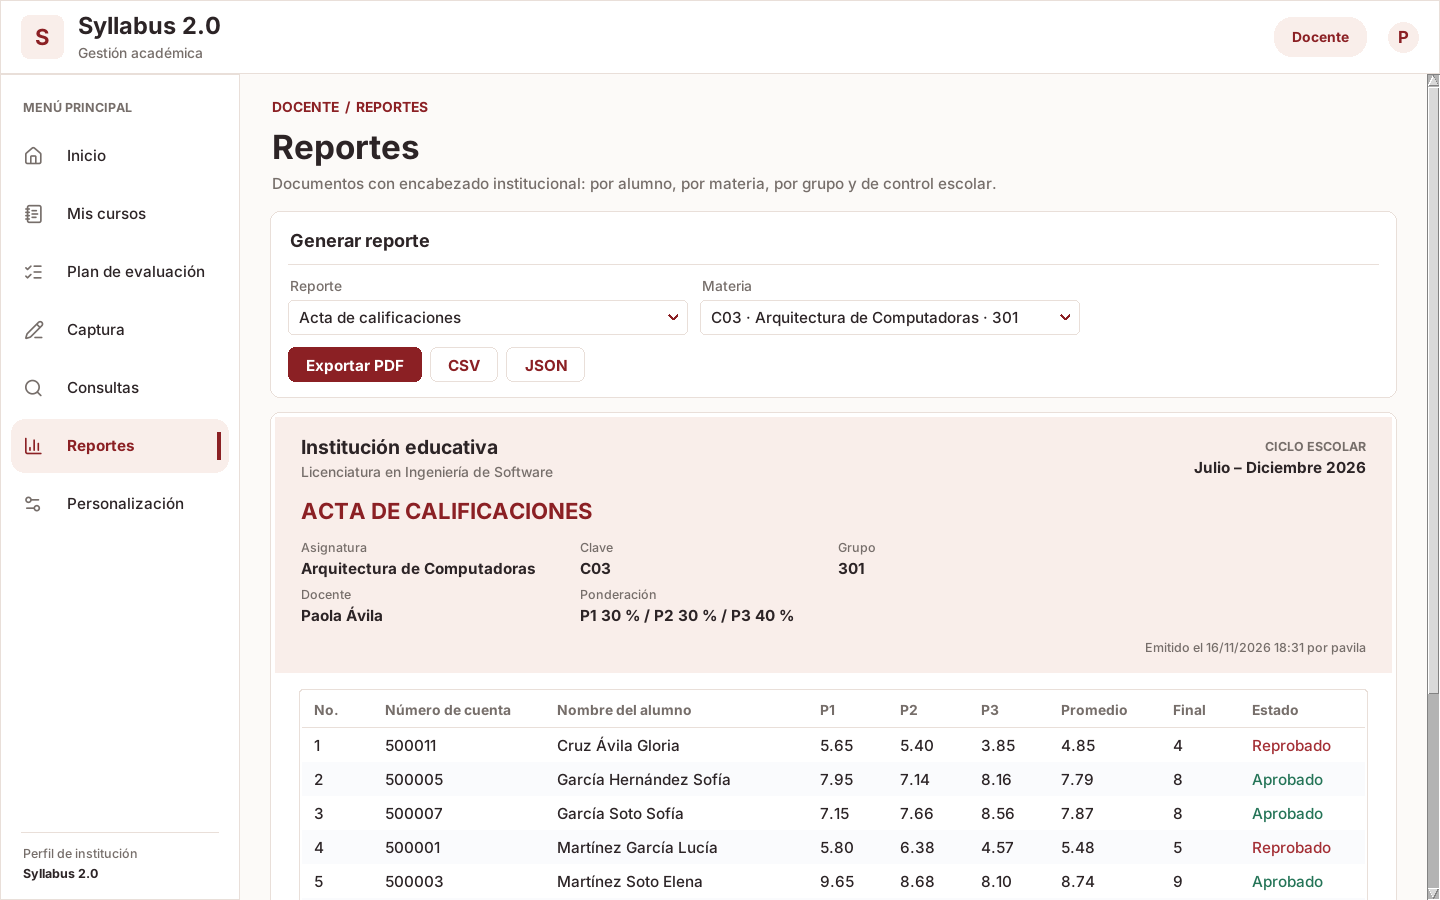 S
Syllabus 2.0
Gestión académica
Docente
P
MENÚ PRINCIPAL
Inicio
Mis cursos
Plan de evaluación
Captura
Consultas
Reportes
Personalización
Perfil de institución
Syllabus 2.0
DOCENTE / REPORTES
Reportes
Documentos con encabezado institucional: por alumno, por materia, por grupo y de control escolar.
Generar reporte
Reporte Materia
Acta de calificaciones C03 · Arquitectura de Computadoras · 301
Exportar PDF CSV JSON
Institución educativa
Licenciatura en Ingeniería de Software
CICLO ESCOLAR
Julio – Diciembre 2026
ACTA DE CALIFICACIONES
Asignatura Clave Grupo
Arquitectura de Computadoras C03 301
Docente Ponderación
Paola Ávila P1 30 % / P2 30 % / P3 40 %
Emitido el 16/11/2026 18:31 por pavila
No. Número de cuenta Nombre del alumno P1 P2 P3 Promedio Final Estado
1 500011 Cruz Ávila Gloria 5.65 5.40 3.85 4.85 4 Reprobado
2 500005 García Hernández Sofía 7.95 7.14 8.16 7.79 8 Aprobado
3 500007 García Soto Sofía 7.15 7.66 8.56 7.87 8 Aprobado
4 500001 Martínez García Lucía 5.80 6.38 4.57 5.48 5 Reprobado
5 500003 Martínez Soto Elena 9.65 8.68 8.10 8.74 9 Aprobado